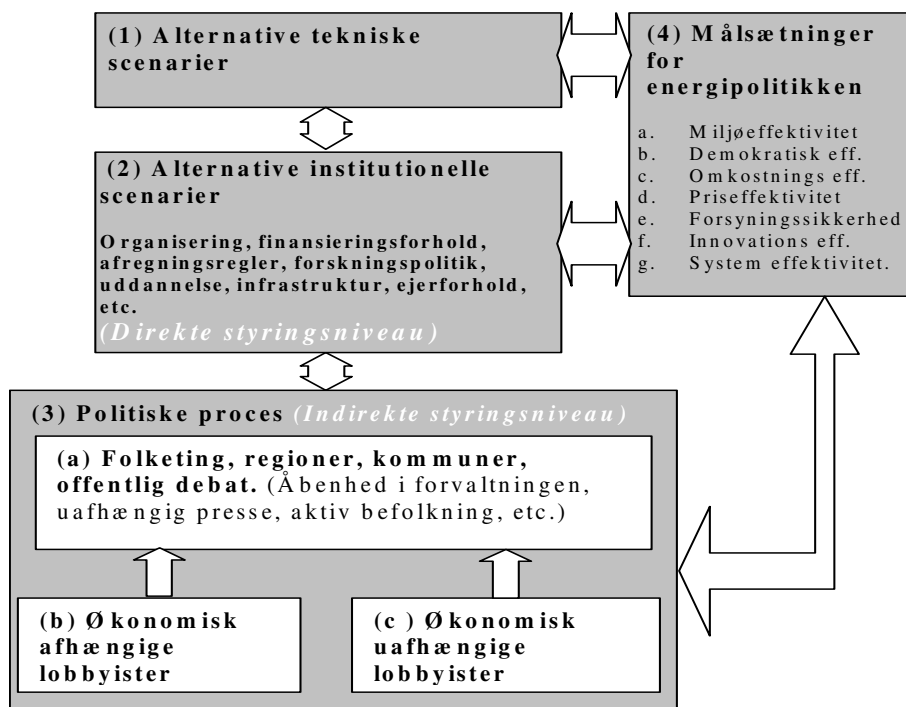 (1) Alternative tekniske
scenarier
(4) Målsætninger
for
energipolitikken
a. Miljøeffektivitet
b. Demokratisk eff.
c. Omkostnings eff.
d. Priseffektivitet
e. Forsyningssikkerhed
f. Innovations eff.
g. System effektivitet.
(2) Alternative institutionelle
scenarier
Organisering, finansieringsforhold,
afregningsregler, forskningspolitik,
uddannelse, infrastruktur, ejerforhold,
etc.
(Direkte styringsniveau)
(3) Politiske proces (Indirekte styringsniveau)
(a) Folketing, regioner, kommuner,
offentlig debat. (Åbenhed i forvaltningen,
uafhængig presse, aktiv befolkning, etc.)
(b) Økonomisk
afhængige
lobbyister
(c ) Økonomisk
uafhængige
lobbyister